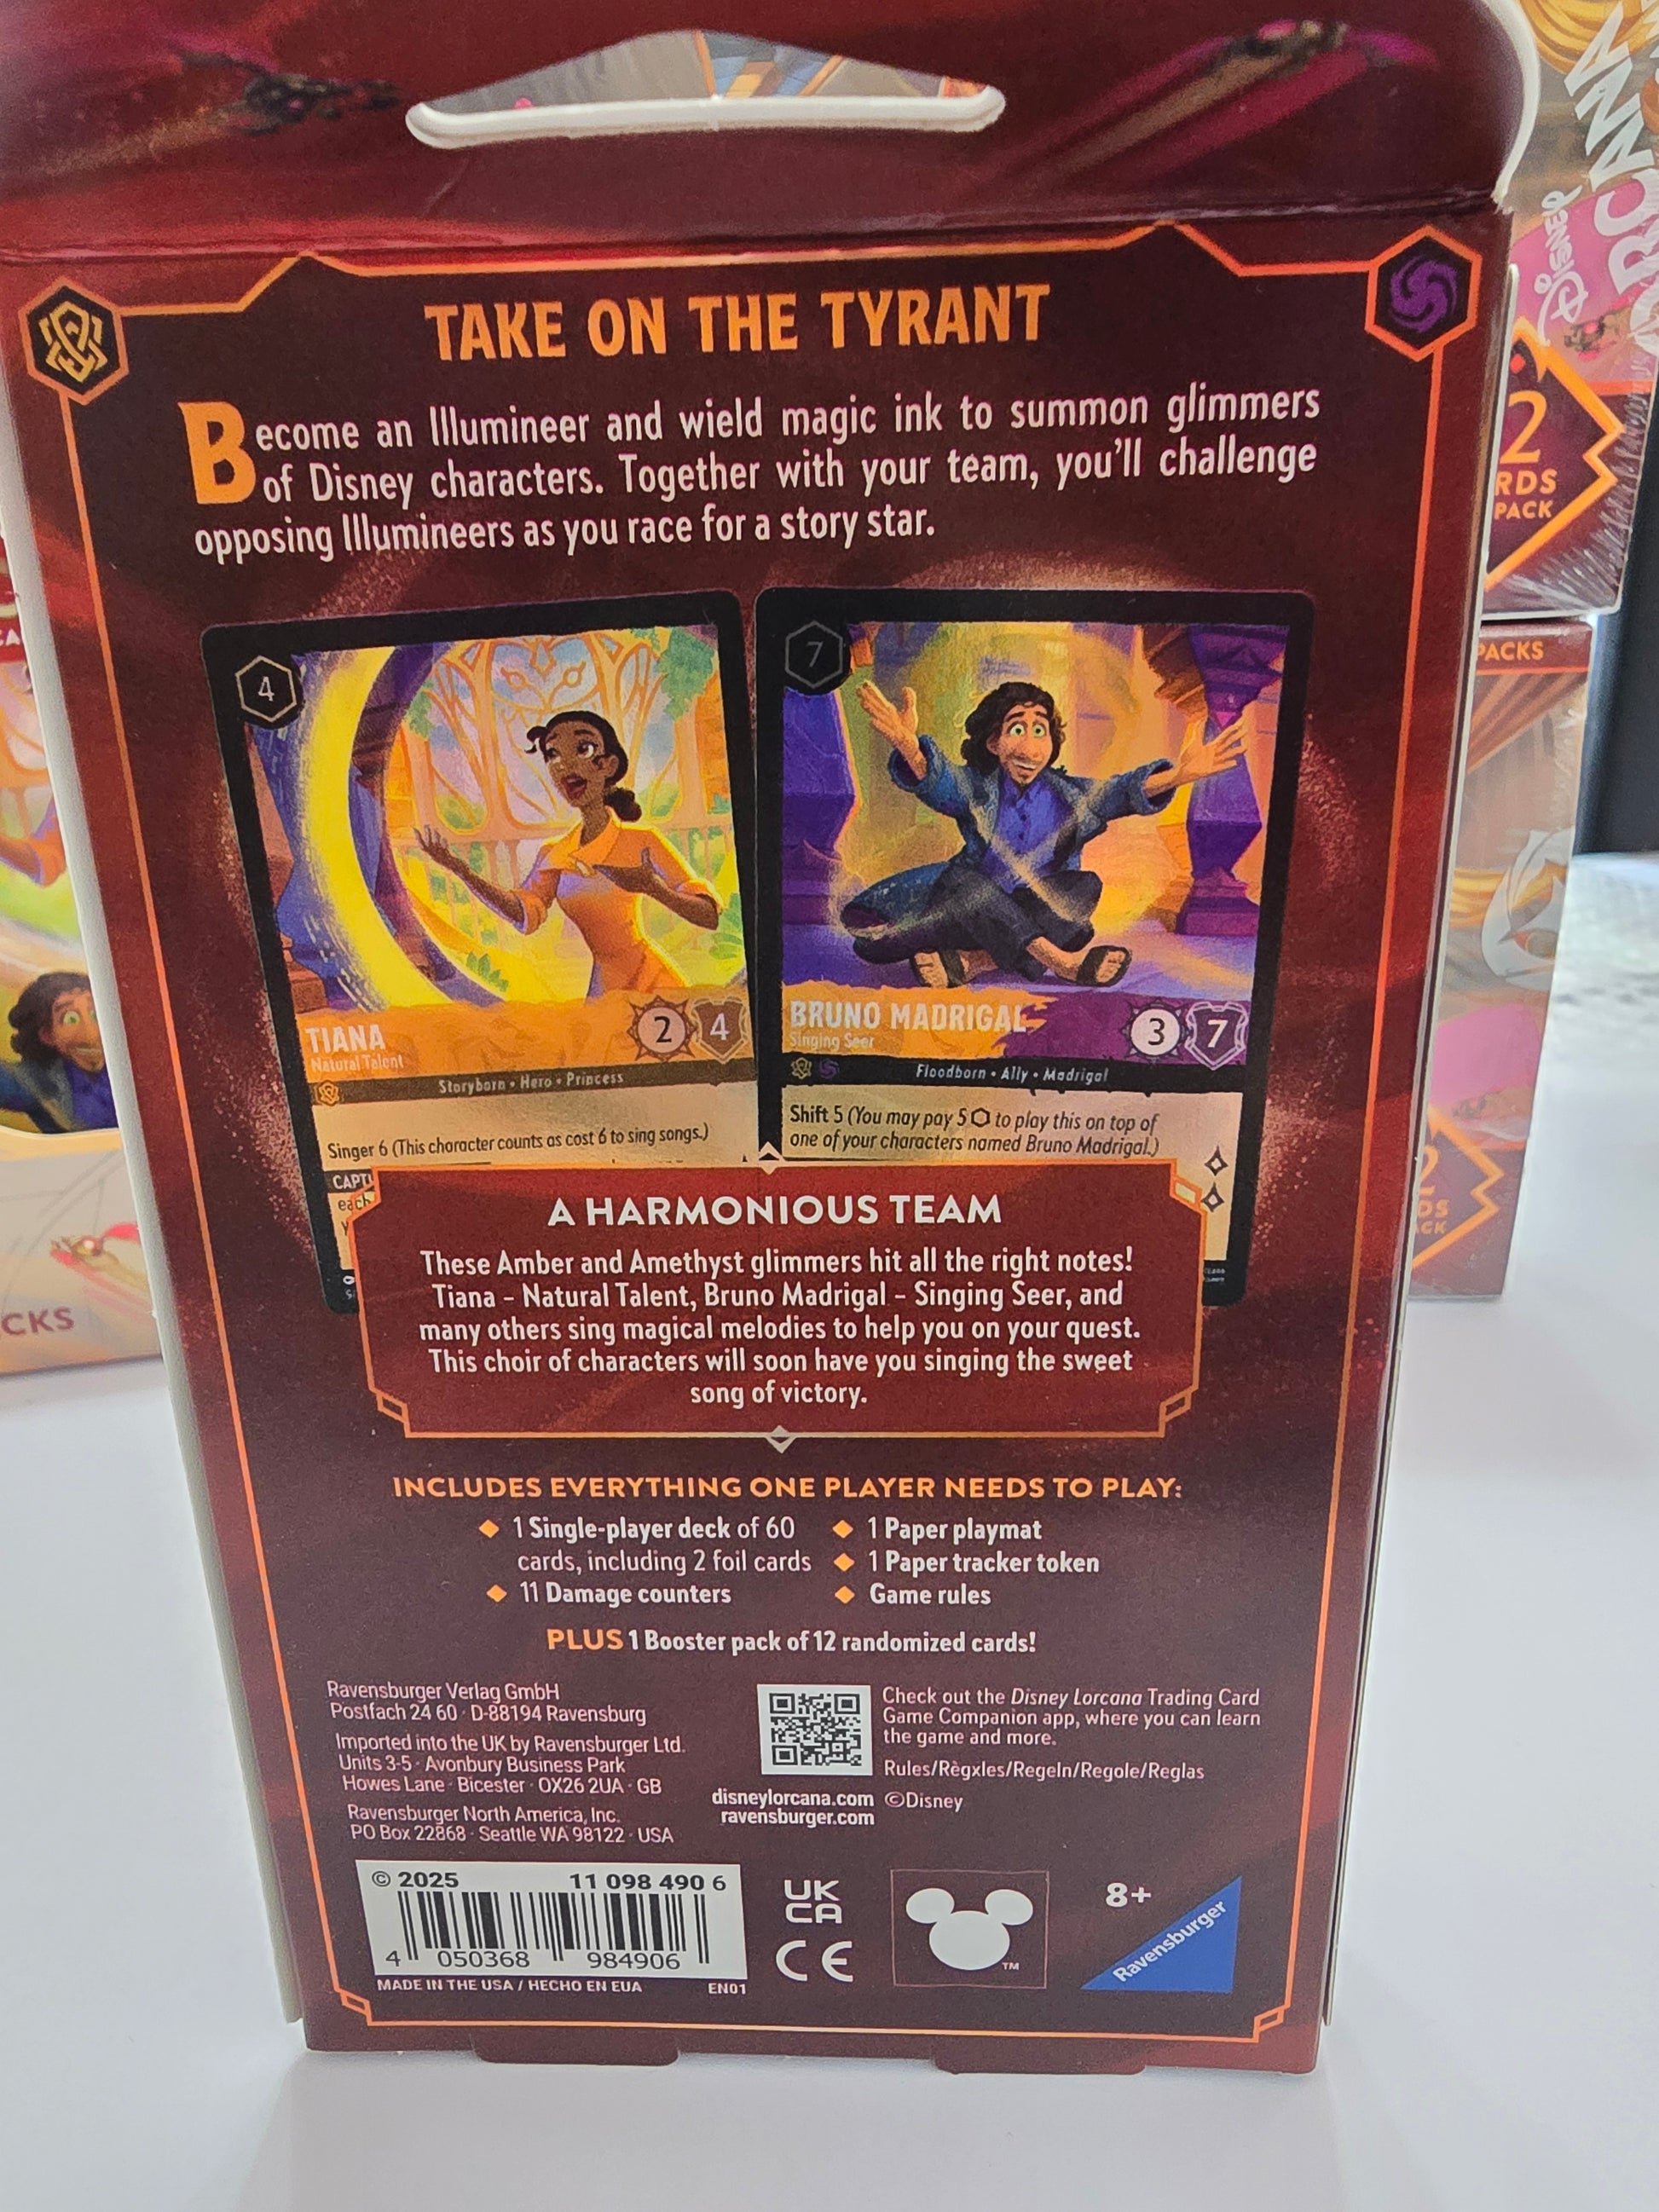 TAKE ON THE TYRANT
Become an Illumineer and wield magic ink to summon glimmers
of Disney characters. Together with your team, you'll challenge
opposing Illumineers as you race for a story star.
4
TIANA
Natural Talent
2 4
Storyborn • Hero • Princess
Singer 6 (This character counts as cost 6 to sing songs.)
each
7
BRUNO MADRIGAL
Singing Seer
3 7
Floodborn • Ally • Madrigal
Shift 5 (You may pay 5 ⬡ to play this on top of
one of your characters named Bruno Madrigal.)
A HARMONIOUS TEAM
These Amber and Amethyst glimmers hit all the right notes!
Tiana – Natural Talent, Bruno Madrigal – Singing Seer, and
many others sing magical melodies to help you on your quest.
This choir of characters will soon have you singing the sweet
song of victory.
INCLUDES EVERYTHING ONE PLAYER NEEDS TO PLAY:
1 Single-player deck of 60
cards, including 2 foil cards
11 Damage counters
1 Paper playmat
1 Paper tracker token
Game rules
PLUS 1 Booster pack of 12 randomized cards!
Ravensburger Verlag GmbH
Postfach 24 60 · D-88194 Ravensburg
Imported into the UK by Ravensburger Ltd.
Units 3-5 · Avonbury Business Park
Howes Lane · Bicester · OX26 2UA · GB
Ravensburger North America, Inc.
PO Box 22868 · Seattle WA 98122 · USA
Check out the Disney Lorcana Trading Card
Game Companion app, where you can learn
the game and more.
Rules/Règxles/Regeln/Regole/Reglas
disneylorcana.com ©Disney
ravensburger.com
© 2025 11 098 490 6
4 050368 984906
MADE IN THE USA / HECHO EN EUA EN01
UK
CA
CE
TM
8+
Ravensburger
DISNEY
PACK
PACKS